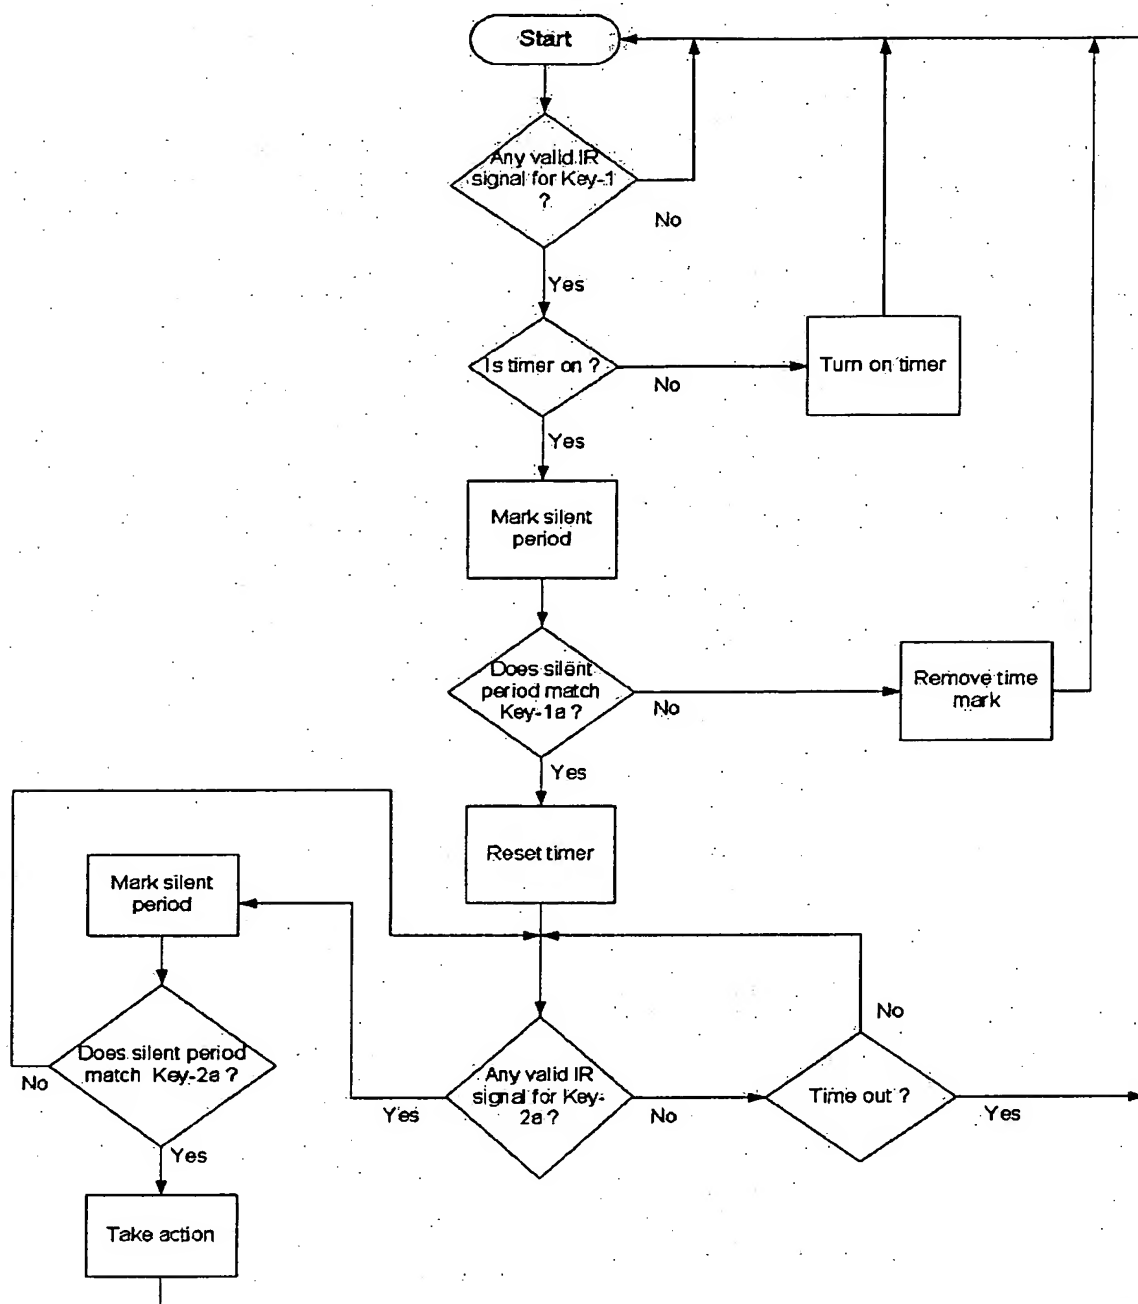 Start
Any valid IR
signal for Key-1
?
No
Yes
Is timer on ?
No
Turn on timer
Yes
Mark silent
period
Does silent
period match
Key-1a ?
No
Remove time
mark
Yes
Reset timer
Mark silent
period
No
Does silent period
match Key-2a ?
No
Any valid IR
signal for Key-
2a ?
Yes
No
Time out ?
Yes
Yes
Take action